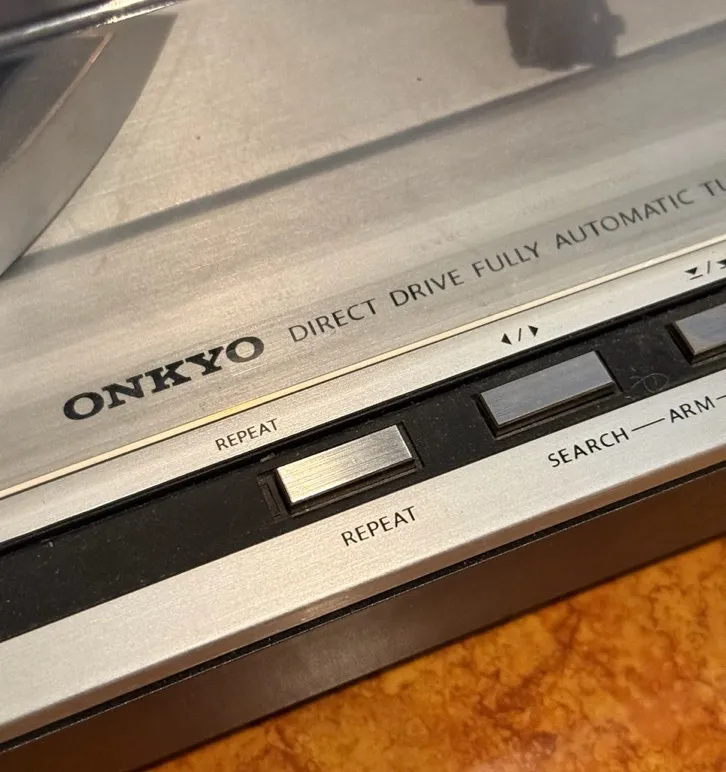 ONKYO DIRECT DRIVE FULLY AUTOMATIC
REPEAT
REPEAT SEARCH — ARM —